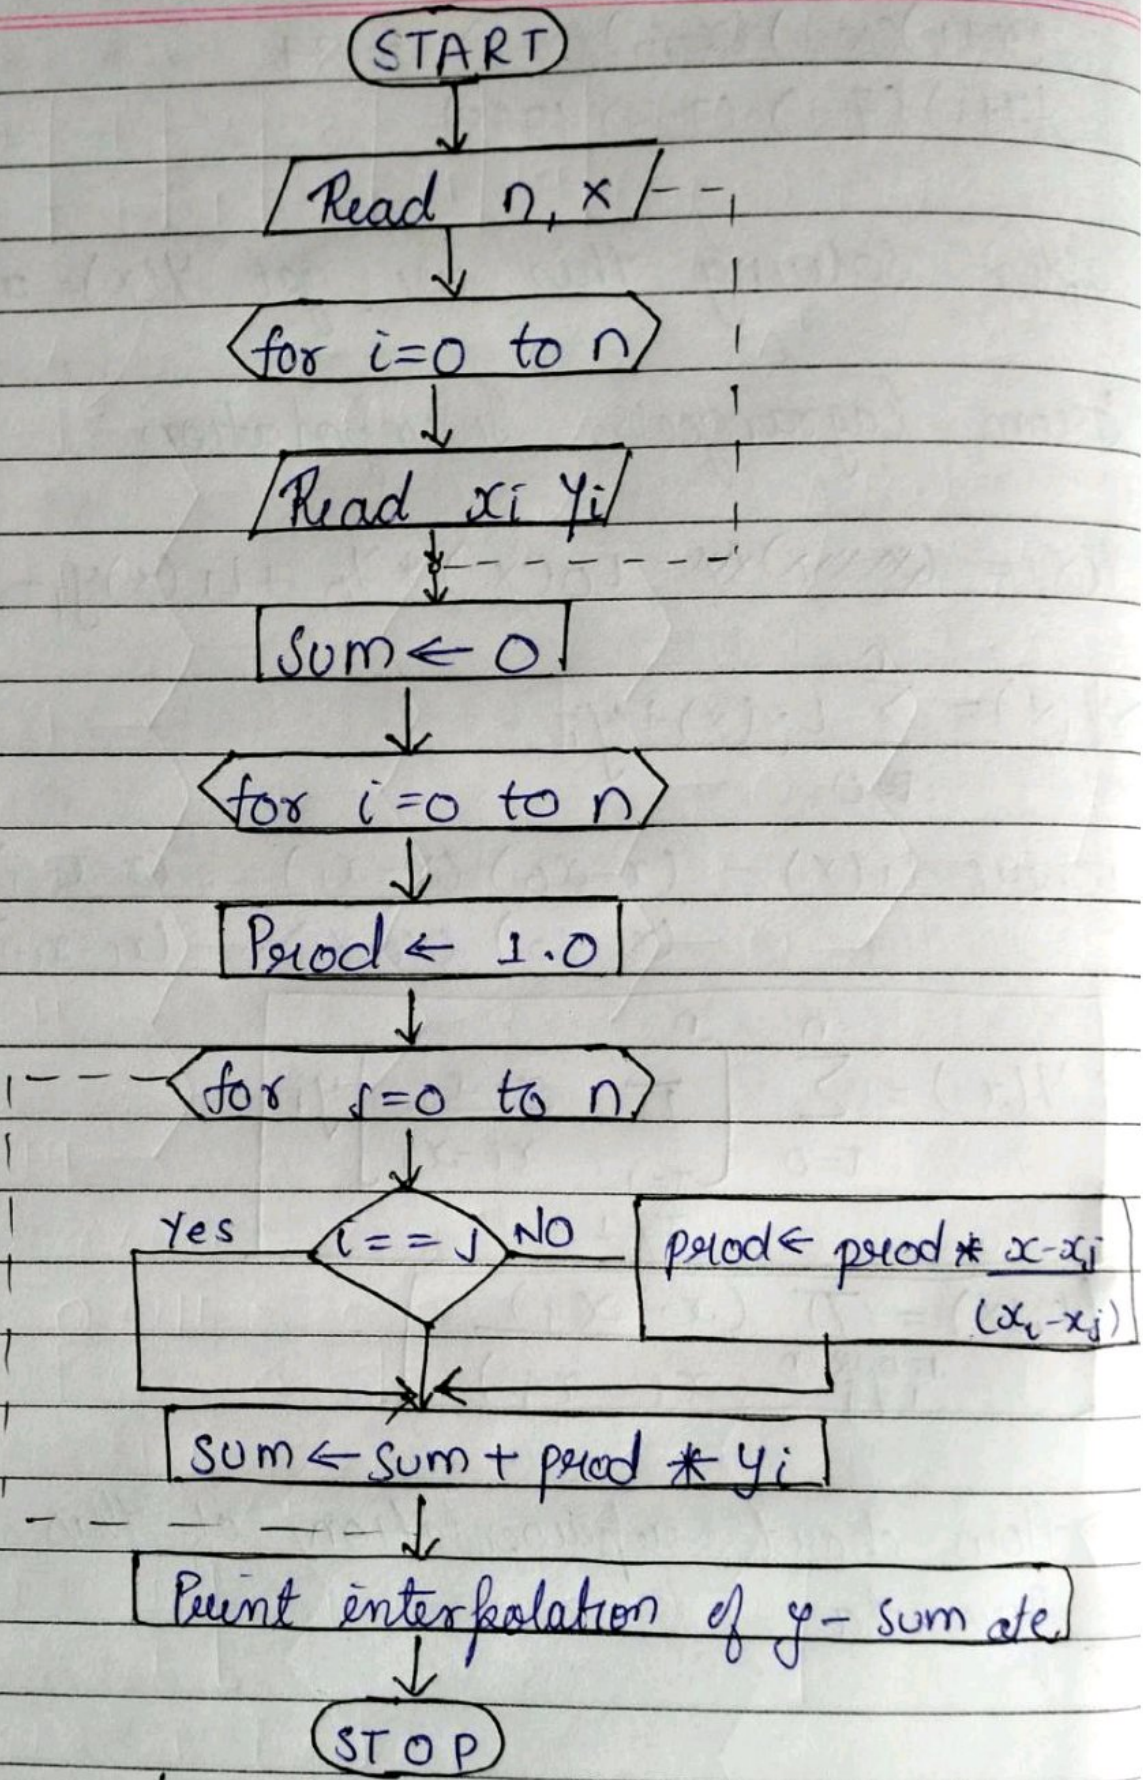 START
Read n, x
for i=0 to n
Read xi yi
Sum ← 0
for i=0 to n
Prod ← 1.0
for j=0 to n
Yes
i==j
NO
prod← prod * x-xj
(xi-xj)
sum ← sum + prod * yi
Print interpolation of y- sum
STOP